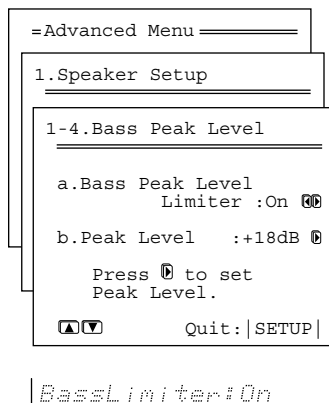 =Advanced Menu
1.Speaker Setup
1-4.Bass Peak Level
a.Bass Peak Level
Limiter :On
b.Peak Level :+18dB
Press to set
Peak Level.
Quit:|SETUP|
BassLimiter:On